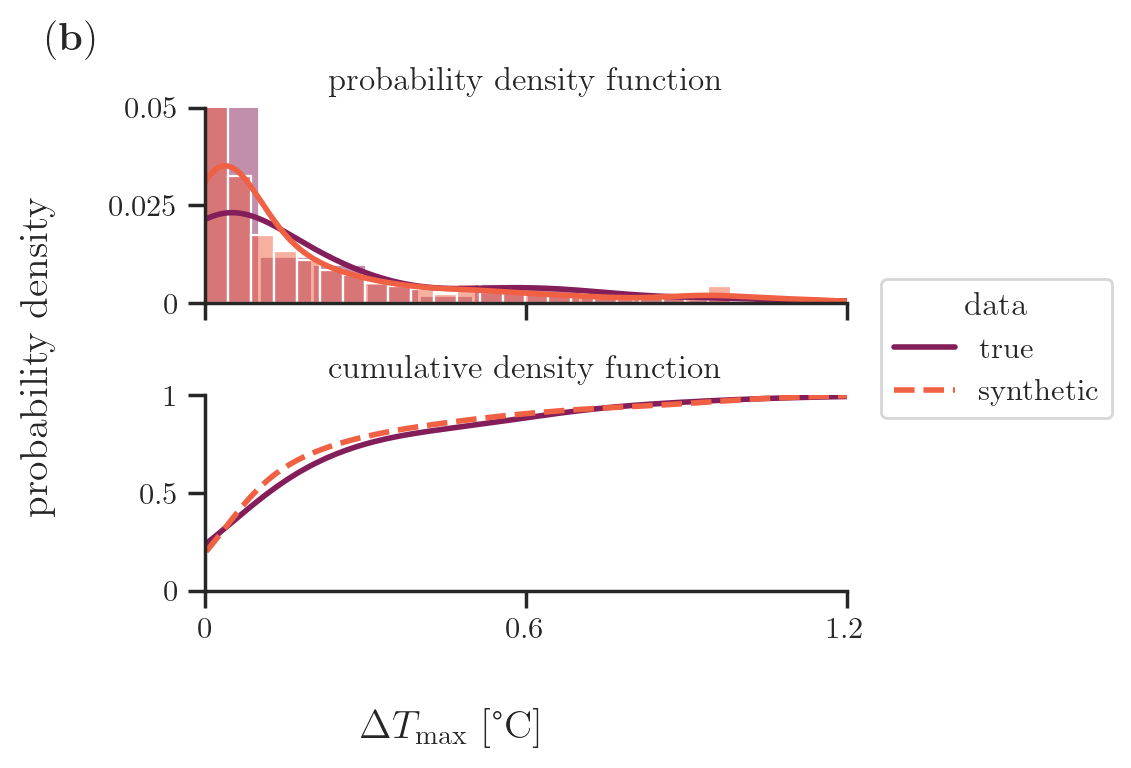 (b)
probability density function
0.05
0.025
0
probability density
cumulative density function
1
0.5
0
0
0.6
1.2
ΔT_max [°C]
data
true
synthetic